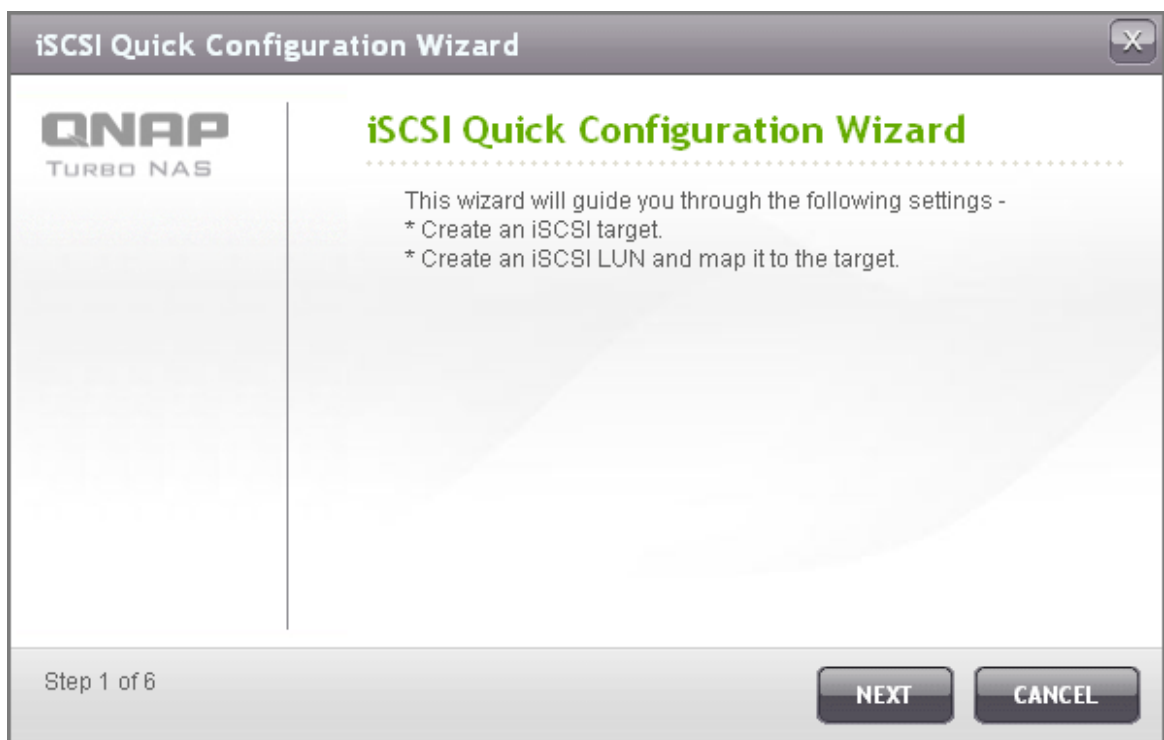 iSCSI Quick Configuration Wizard
X
QNAP
TURBO NAS
iSCSI Quick Configuration Wizard
This wizard will guide you through the following settings -
* Create an iSCSI target.
* Create an iSCSI LUN and map it to the target.
Step 1 of 6
NEXT
CANCEL